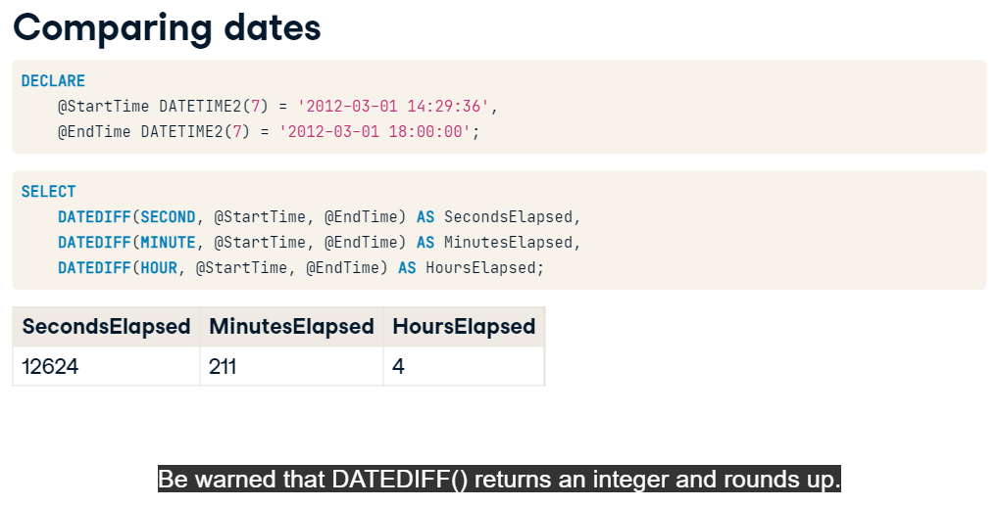 Comparing dates
DECLARE
@StartTime DATETIME2(7) = '2012-03-01 14:29:36',
@EndTime DATETIME2(7) = '2012-03-01 18:00:00';
SELECT
DATEDIFF(SECOND, @StartTime, @EndTime) AS SecondsElapsed,
DATEDIFF(MINUTE, @StartTime, @EndTime) AS MinutesElapsed,
DATEDIFF(HOUR, @StartTime, @EndTime) AS HoursElapsed;
SecondsElapsed MinutesElapsed HoursElapsed
12624 211 4
Be warned that DATEDIFF() returns an integer and rounds up.